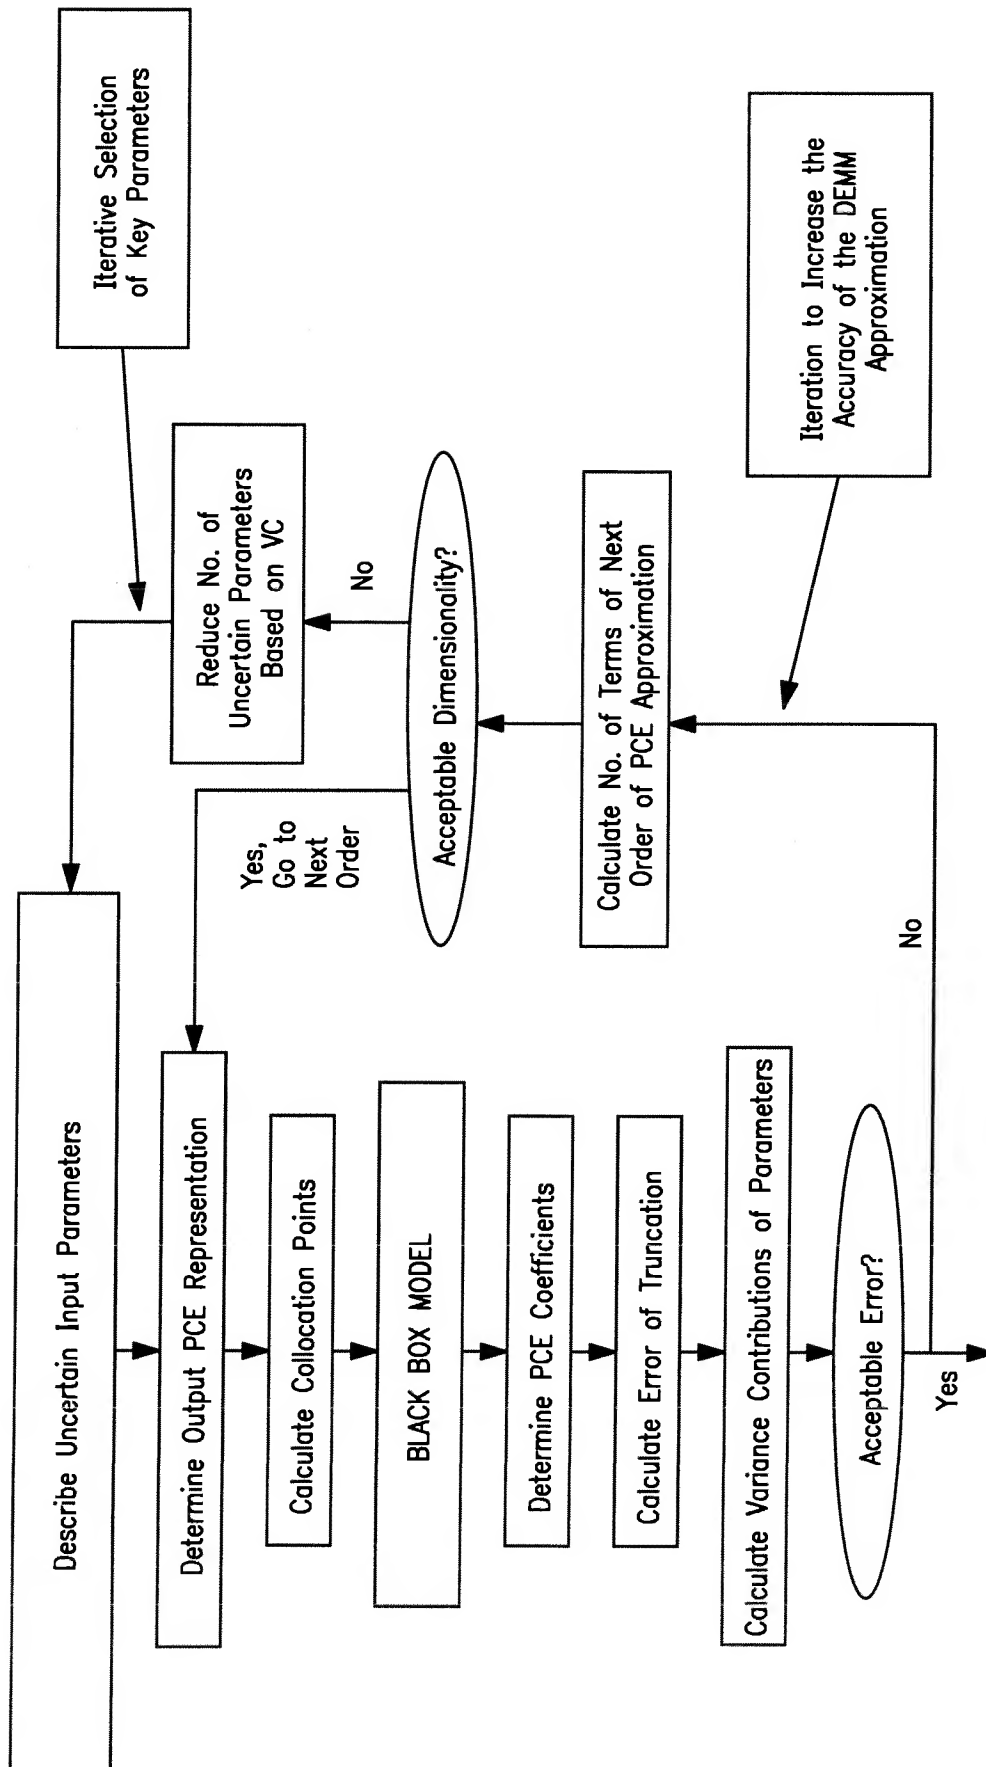 Describe Uncertain Input Parameters
Determine Output PCE Representation
Calculate Collocation Points
BLACK BOX MODEL
Determine PCE Coefficients
Calculate Error of Truncation
Calculate Variance Contributions of Parameters
Acceptable Error?
Yes
No
Yes,
Go to
Next
Order
Reduce No. of
Uncertain Parameters
Based on VC
No
Acceptable Dimensionality?
Calculate No. of Terms of Next
Order of PCE Approximation
Iterative Selection
of Key Parameters
Iteration to Increase the
Accuracy of the DEMM
Approximation